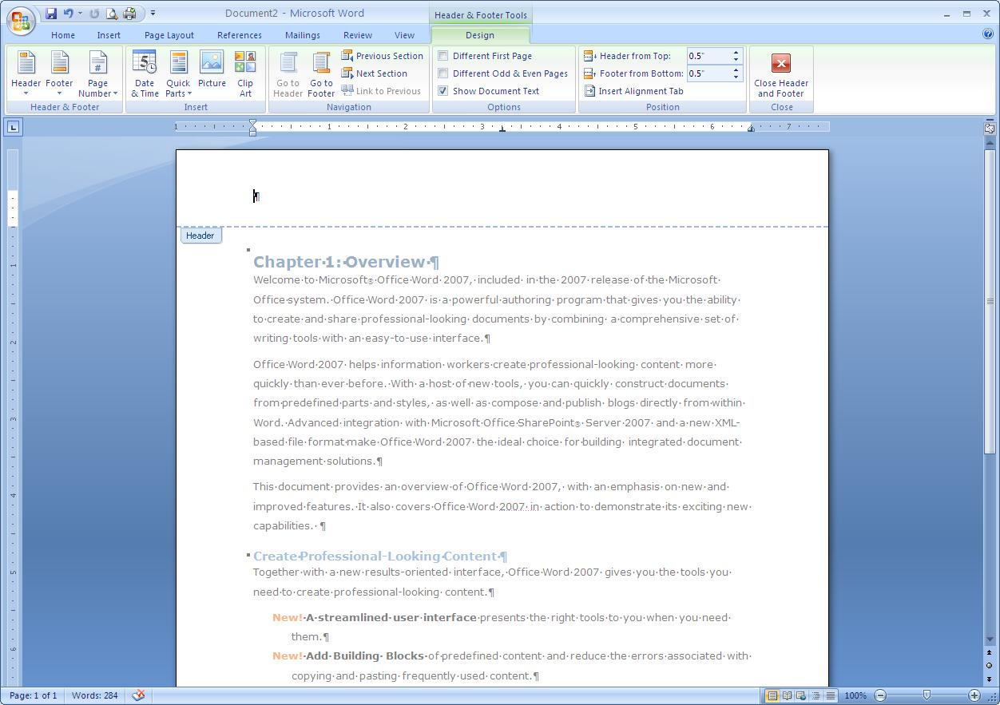 Document2 - Microsoft Word
Header & Footer Tools
Home Insert Page Layout References Mailings Review View Design
Header
Footer
Page
Number
Header & Footer
5
Date
& Time
Quick
Parts
Picture
Clip
Art
Insert
Go to
Header
Go to
Footer
Previous Section
Next Section
Link to Previous
Navigation
Different First Page
Different Odd & Even Pages
Show Document Text
Options
Header from Top: 0.5"
Footer from Bottom: 0.5"
Insert Alignment Tab
Position
Close Header
and Footer
Close
L
1 1 2 3 4 5 6 7
¶
Header
Chapter·1:·Overview·¶
Welcome·to·Microsoft®·Office·Word·2007,·included·in·the·2007·release·of·the·Microsoft·
Office·system.·Office·Word·2007·is·a·powerful·authoring·program·that·gives·you·the·ability·
to·create·and·share·professional-looking·documents·by·combining·a·comprehensive·set·of·
writing·tools·with·an·easy-to-use·interface.¶
Office·Word·2007·helps·information·workers·create·professional-looking·content·more·
quickly·than·ever·before.·With·a·host·of·new·tools,·you·can·quickly·construct·documents·
from·predefined·parts·and·styles,·as·well·as·compose·and·publish·blogs·directly·from·within·
Word.·Advanced·integration·with·Microsoft·Office·SharePoint®·Server·2007·and·a·new·XML-
based·file·format·make·Office·Word·2007·the·ideal·choice·for·building·integrated·document·
management·solutions.¶
This·document·provides·an·overview·of·Office·Word·2007,·with·an·emphasis·on·new·and·
improved·features.·It·also·covers·Office·Word·2007·in·action·to·demonstrate·its·exciting·new·
capabilities.·¶
Create·Professional-Looking·Content·¶
Together·with·a·new·results-oriented·interface,·Office·Word·2007·gives·you·the·tools·you·
need·to·create·professional-looking·content.¶
New!·A·streamlined·user·interface·presents·the·right·tools·to·you·when·you·need·
them.¶
New!·Add·Building·Blocks·of·predefined·content·and·reduce·the·errors·associated·with·
copying·and·pasting·frequently·used·content.¶
1
2
3
4
5
6
Page: 1 of 1 Words: 284 100%